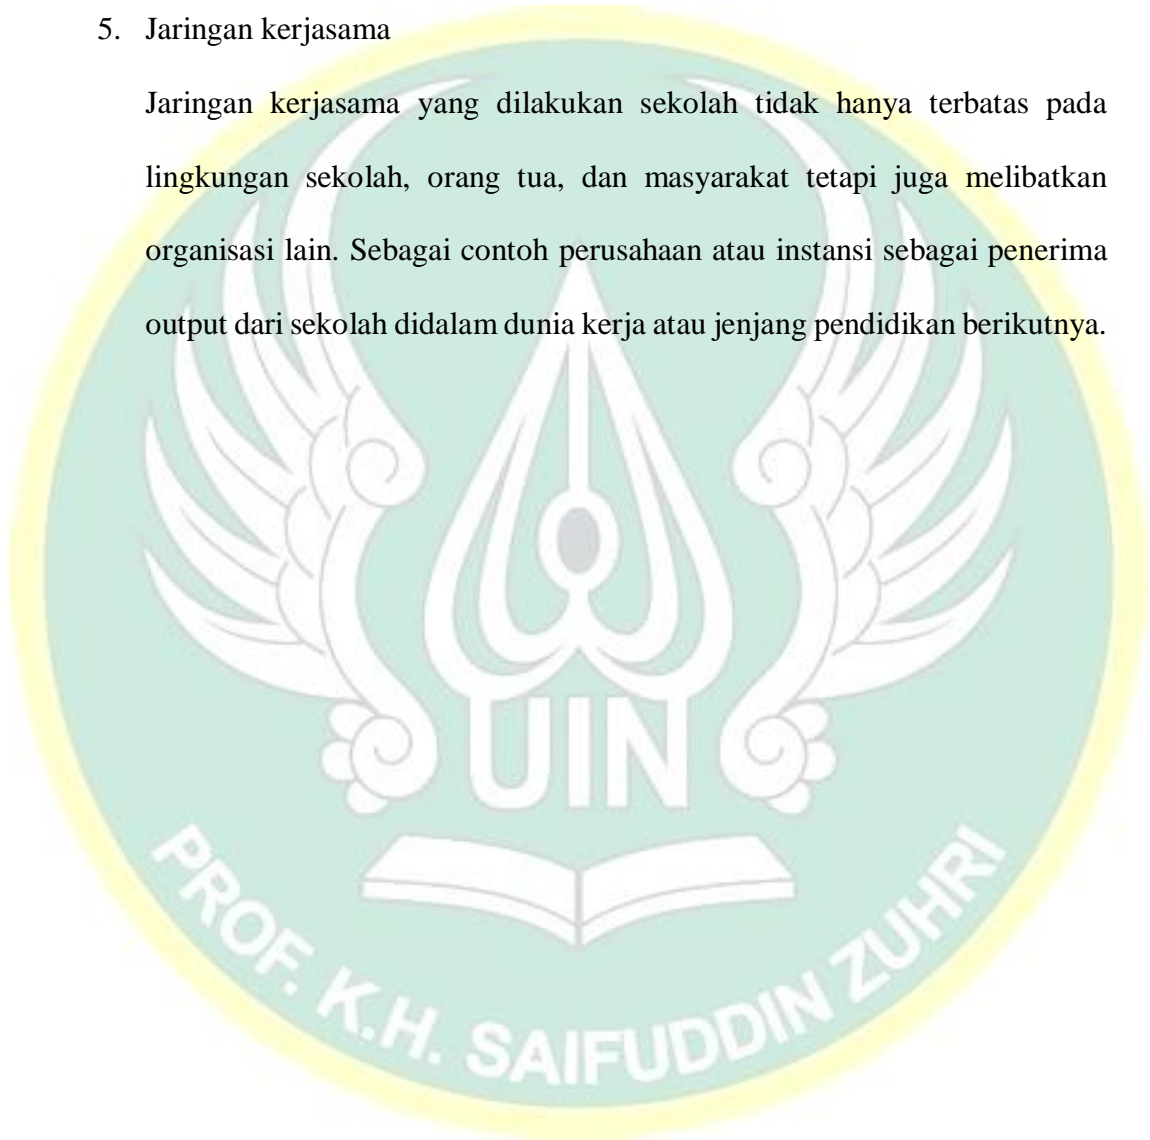 5. Jaringan kerjasama
Jaringan kerjasama yang dilakukan sekolah tidak hanya terbatas pada
lingkungan sekolah, orang tua, dan masyarakat tetapi juga melibatkan
organisasi lain. Sebagai contoh perusahaan atau instansi sebagai penerima
output dari sekolah didalam dunia kerja atau jenjang pendidikan berikutnya.
UIN
PROF. K.H. SAIFUDDIN ZUHRI